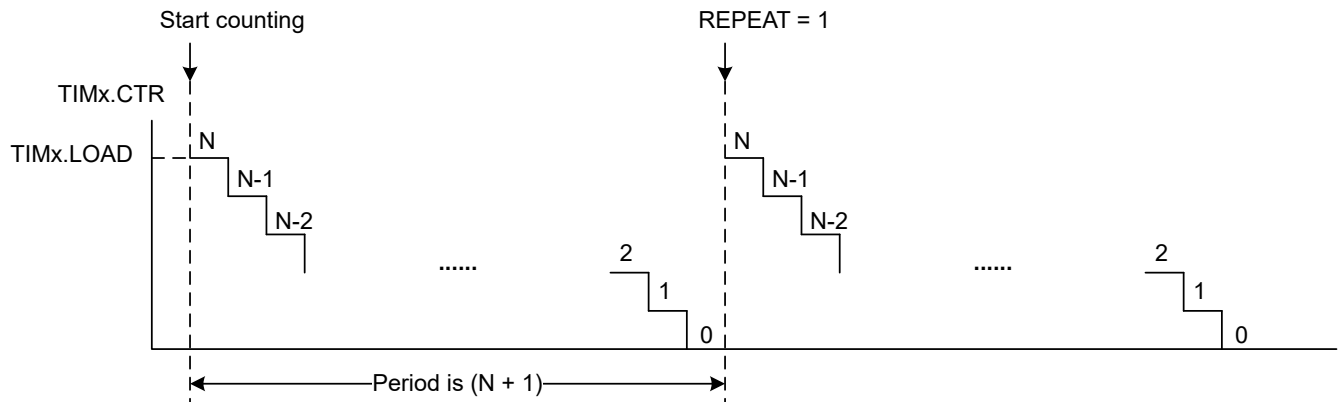 Start counting
REPEAT = 1
TIMx.CTR
TIMx.LOAD
N
N
N-1
N-1
N-2
N-2
......
2
......
2
1
1
0
0
Period is (N + 1)